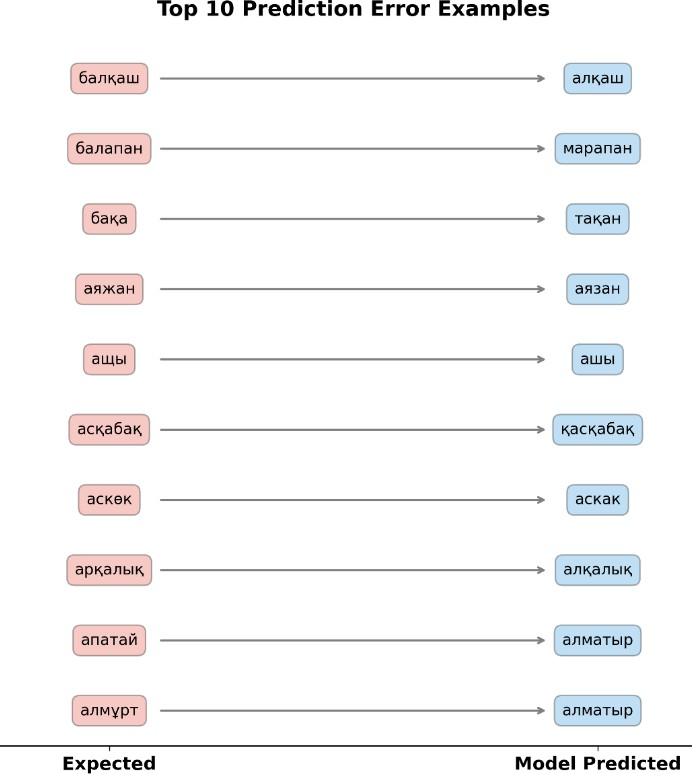 Top 10 Prediction Error Examples
балқаш алқаш
балапан марапан
бақа тақан
аяжан аязан
ащы ашы
асқабақ қасқабақ
аскөк аскак
арқалық алқалық
апатай алматыр
алмұрт алматыр
Expected Model Predicted